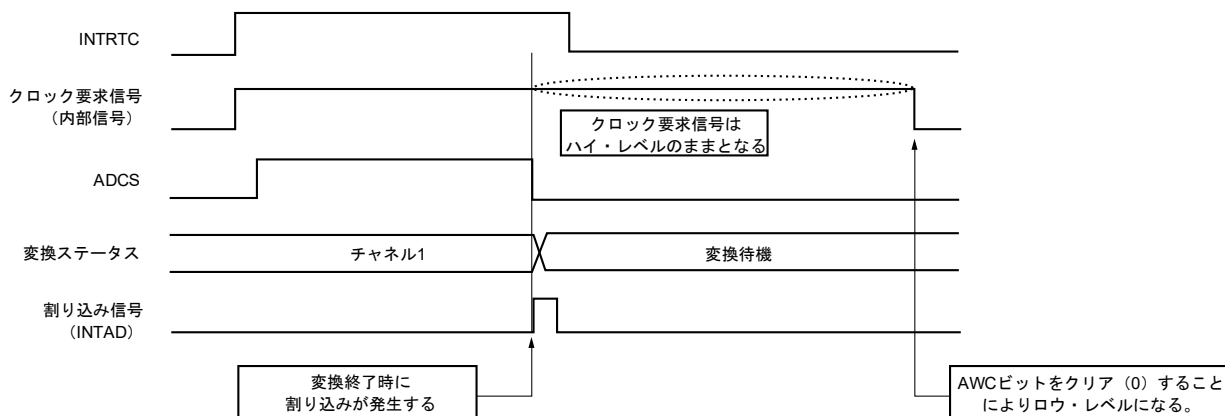 INTRTC
クロック要求信号
（内部信号）
クロック要求信号は
ハイ・レベルのままとなる
ADCS
変換ステータス
チャネル1
変換待機
割り込み信号
（INTAD）
変換終了時に
割り込みが発生する
AWCビットをクリア（0）すること
によりロウ・レベルになる。